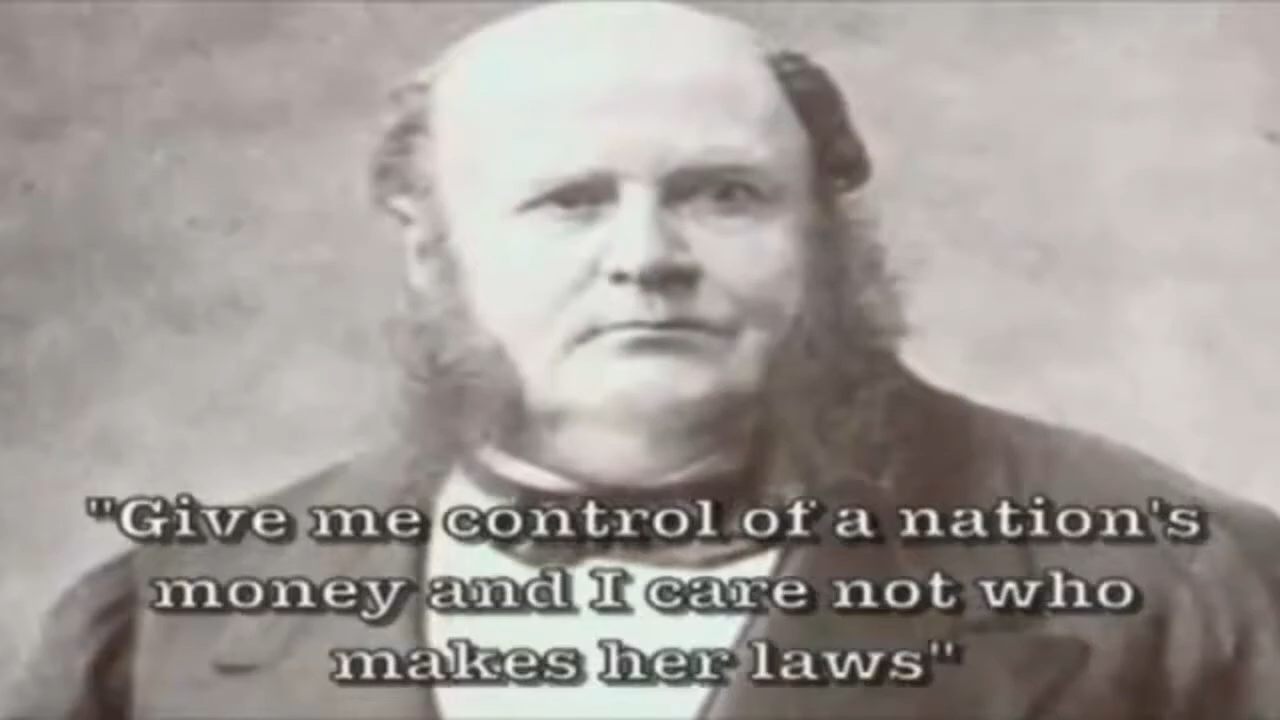 "Give me control of a nation's
money and I care not who
makes her laws"